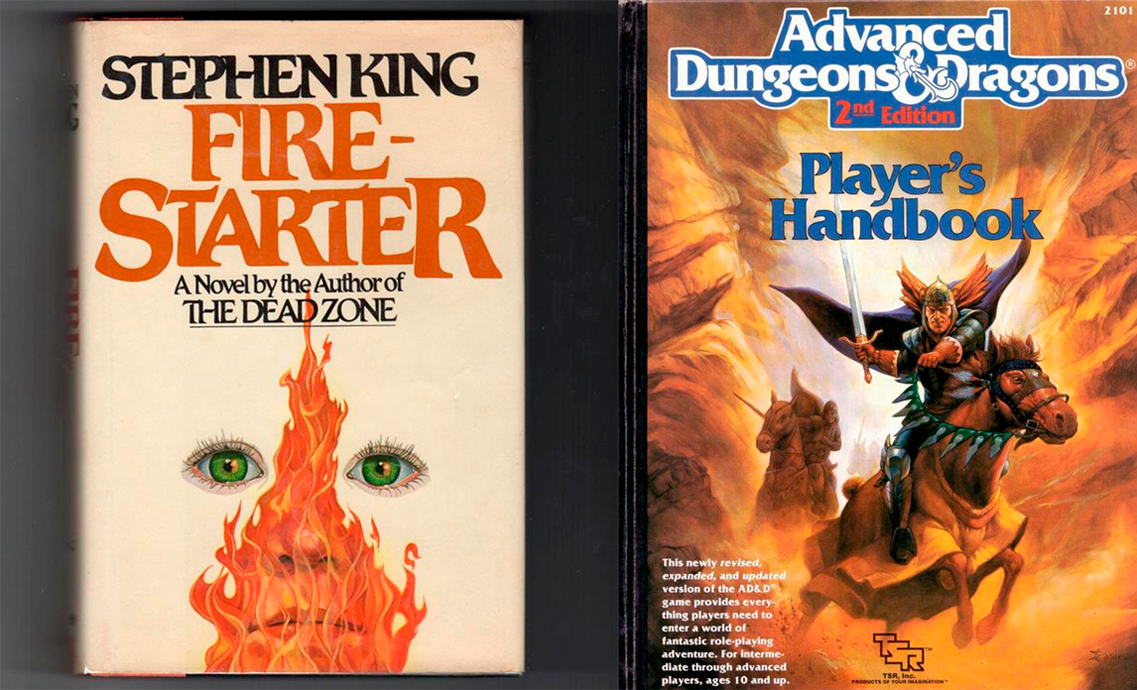 STEPHEN KING
FIRE-
STARTER
A Novel by the Author of
THE DEAD ZONE
2101
Advanced
Dungeons & Dragons®
2nd Edition
Player's
Handbook
This newly revised,
expanded, and updated
version of the AD&D®
game provides every-
thing players need to
enter a world of
fantastic role-playing
adventure. For interme-
diate through advanced
players, ages 10 and up.
TSR™
TSR, Inc.
PRODUCTS OF YOUR IMAGINATION™